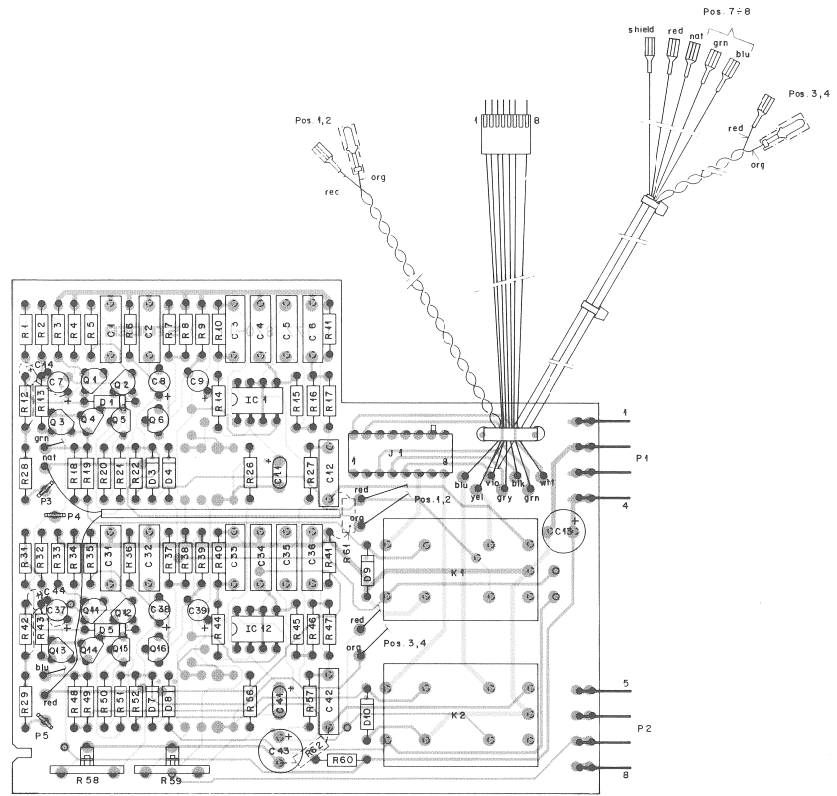 Pos. 7÷8
shield red nat grn blu
Pos. 3,4
red
org
Pos. 1,2
org
rec
1 8
R1 R2 R3 R4 R5 C1 R6 C2 R7 R8 R9 R10 C3 C4 C5 C6 R11
C14
R12 R13 C7 Q1 Q2 C8 C9 R14 IC1 R15 R16 R17
D1
Q3 Q4 Q5 Q6
grn
nat
R28 R18 R19 R20 R21 R22 D3 D4 R26 C11 R27 C12
P3
P4
1 J1 8
blu vio blk wht
yel gry grn
1
P1
4
red
Pos. 1,2
org
R61
C13
R31 R32 R33 R34 R35 C31 R36 C32 R37 R38 R39 R40 C33 C34 C35 C36 R41
D9
K1
C44
R42 R43 C37 Q11 Q12 C38 C39 R44 IC12 R45 R46 R47
D5
Q13 Q14 Q15 Q16
red
org
Pos. 3,4
blu
red
R29 R48 R49 R50 R51 R52 D7 D8 R56 C41 R57 C42
D10
K2
P5
5
P2
8
C43
R62
R60
R58 R59